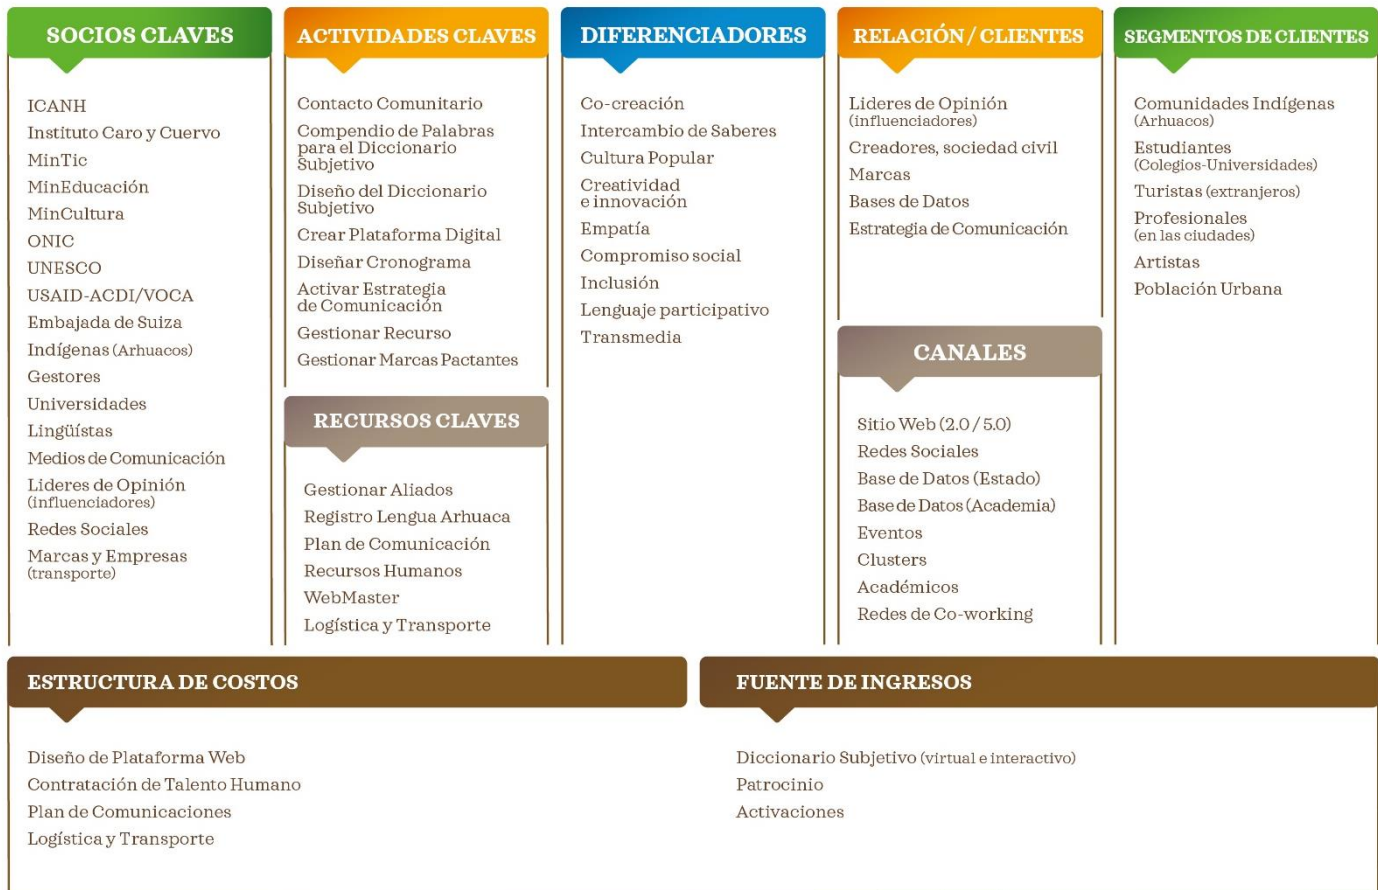 SOCIOS CLAVES
ICANH
Instituto Caro y Cuervo
MinTic
MinEducación
MinCultura
ONIC
UNESCO
USAID-ACDI/VOCA
Embajada de Suiza
Indígenas (Arhuacos)
Gestores
Universidades
Lingüístas
Medios de Comunicación
Lideres de Opinión
(influenciadores)
Redes Sociales
Marcas y Empresas
(transporte)
ACTIVIDADES CLAVES
Contacto Comunitario
Compendio de Palabras
para el Diccionario
Subjetivo
Diseño del Diccionario
Subjetivo
Crear Plataforma Digital
Diseñar Cronograma
Activar Estrategia
de Comunicación
Gestionar Recurso
Gestionar Marcas Pactantes
RECURSOS CLAVES
Gestionar Aliados
Registro Lengua Arhuaca
Plan de Comunicación
Recursos Humanos
WebMaster
Logística y Transporte
DIFERENCIADORES
Co-creación
Intercambio de Saberes
Cultura Popular
Creatividad
e innovación
Empatía
Compromiso social
Inclusión
Lenguaje participativo
Transmedia
RELACIÓN / CLIENTES
Lideres de Opinión
(influenciadores)
Creadores, sociedad civil
Marcas
Bases de Datos
Estrategia de Comunicación
CANALES
Sitio Web (2.0 / 5.0)
Redes Sociales
Base de Datos (Estado)
Base de Datos (Academia)
Eventos
Clusters
Académicos
Redes de Co-working
SEGMENTOS DE CLIENTES
Comunidades Indígenas
(Arhuacos)
Estudiantes
(Colegios-Universidades)
Turistas (extranjeros)
Profesionales
(en las ciudades)
Artistas
Población Urbana
ESTRUCTURA DE COSTOS
Diseño de Plataforma Web
Contratación de Talento Humano
Plan de Comunicaciones
Logística y Transporte
FUENTE DE INGRESOS
Diccionario Subjetivo (virtual e interactivo)
Patrocinio
Activaciones